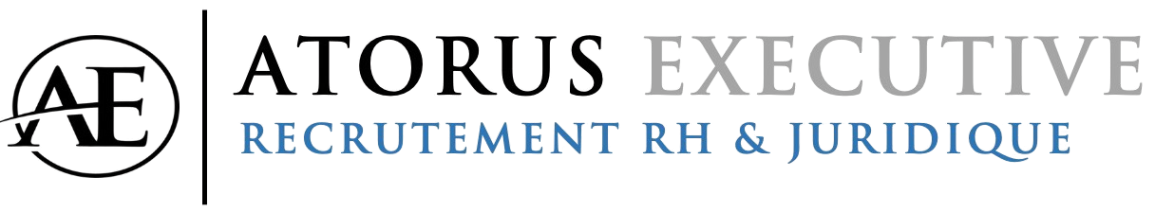 AE
ATORUS EXECUTIVE
RECRUTEMENT RH & JURIDIQUE